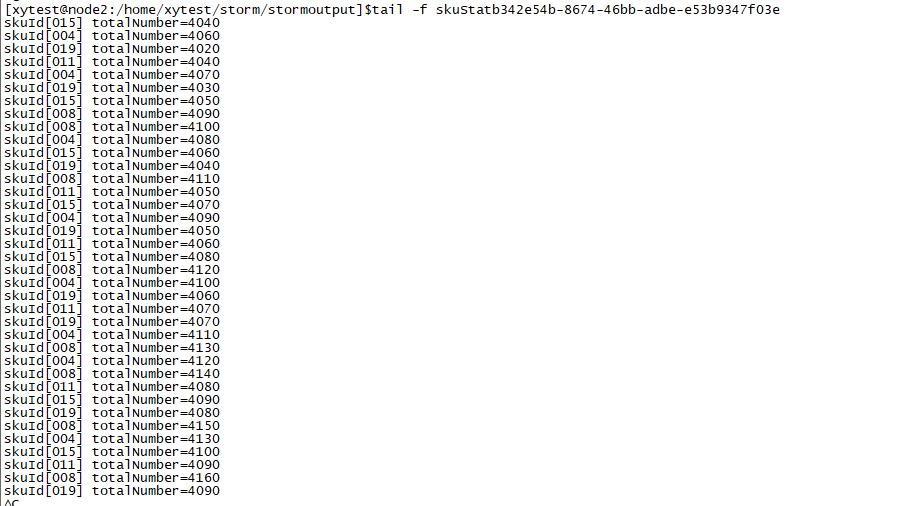 [xytest@node2:/home/xytest/storm/stormoutput]$tail -f skuStatb342e54b-8674-46bb-adbe-e53b9347f03e
skuId[015] totalNumber=4040
skuId[004] totalNumber=4060
skuId[019] totalNumber=4020
skuId[011] totalNumber=4040
skuId[004] totalNumber=4070
skuId[019] totalNumber=4030
skuId[015] totalNumber=4050
skuId[008] totalNumber=4090
skuId[008] totalNumber=4100
skuId[004] totalNumber=4080
skuId[015] totalNumber=4060
skuId[019] totalNumber=4040
skuId[008] totalNumber=4110
skuId[011] totalNumber=4050
skuId[015] totalNumber=4070
skuId[004] totalNumber=4090
skuId[019] totalNumber=4050
skuId[011] totalNumber=4060
skuId[015] totalNumber=4080
skuId[008] totalNumber=4120
skuId[004] totalNumber=4100
skuId[019] totalNumber=4060
skuId[011] totalNumber=4070
skuId[019] totalNumber=4070
skuId[004] totalNumber=4110
skuId[008] totalNumber=4130
skuId[004] totalNumber=4120
skuId[008] totalNumber=4140
skuId[011] totalNumber=4080
skuId[015] totalNumber=4090
skuId[019] totalNumber=4080
skuId[008] totalNumber=4150
skuId[004] totalNumber=4130
skuId[015] totalNumber=4100
skuId[011] totalNumber=4090
skuId[008] totalNumber=4160
skuId[019] totalNumber=4090
^C